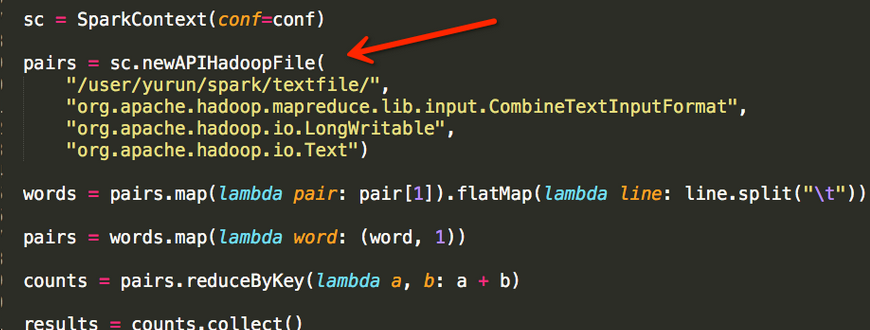 sc = SparkContext(conf=conf)
pairs = sc.newAPIHadoopFile(
"/user/yurun/spark/textfile/",
"org.apache.hadoop.mapreduce.lib.input.CombineTextInputFormat",
"org.apache.hadoop.io.LongWritable",
"org.apache.hadoop.io.Text")
words = pairs.map(lambda pair: pair[1]).flatMap(lambda line: line.split("\t"))
pairs = words.map(lambda word: (word, 1))
counts = pairs.reduceByKey(lambda a, b: a + b)
results = counts.collect()